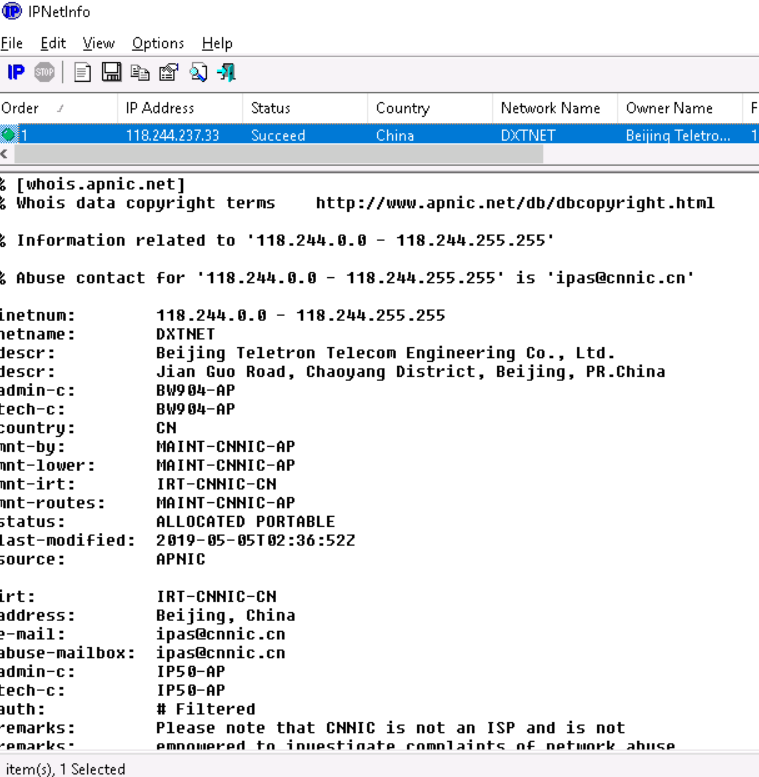 IPNetInfo
File Edit View Options Help
IP STOP
Order / IP Address Status Country Network Name Owner Name F
1 118.244.237.33 Succeed China DXTNET Beijing Teletro... 1
% [whois.apnic.net]
% Whois data copyright terms http://www.apnic.net/db/dbcopyright.html
% Information related to '118.244.0.0 - 118.244.255.255'
% Abuse contact for '118.244.0.0 - 118.244.255.255' is 'ipas@cnnic.cn'
inetnum: 118.244.0.0 - 118.244.255.255
netname: DXTNET
descr: Beijing Teletron Telecom Engineering Co., Ltd.
descr: Jian Guo Road, Chaoyang District, Beijing, PR.China
admin-c: BW904-AP
tech-c: BW904-AP
country: CN
mnt-by: MAINT-CNNIC-AP
mnt-lower: MAINT-CNNIC-AP
mnt-irt: IRT-CNNIC-CN
mnt-routes: MAINT-CNNIC-AP
status: ALLOCATED PORTABLE
last-modified: 2019-05-05T02:36:52Z
source: APNIC
irt: IRT-CNNIC-CN
address: Beijing, China
e-mail: ipas@cnnic.cn
abuse-mailbox: ipas@cnnic.cn
admin-c: IP50-AP
tech-c: IP50-AP
auth: # Filtered
remarks: Please note that CNNIC is not an ISP and is not
remarks: empowered to investigate complaints of network abuse
item(s), 1 Selected